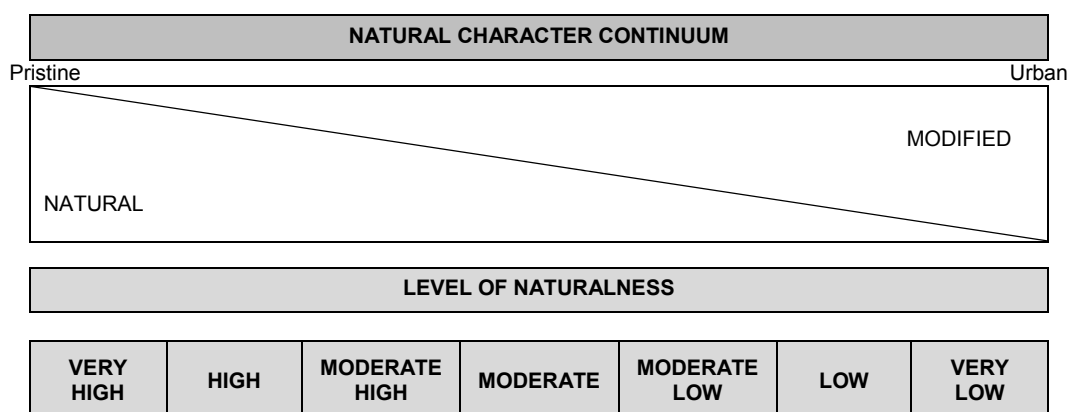 NATURAL CHARACTER CONTINUUM
Pristine Urban
MODIFIED
NATURAL
LEVEL OF NATURALNESS
VERY HIGH
HIGH
MODERATE HIGH
MODERATE
MODERATE LOW
LOW
VERY LOW